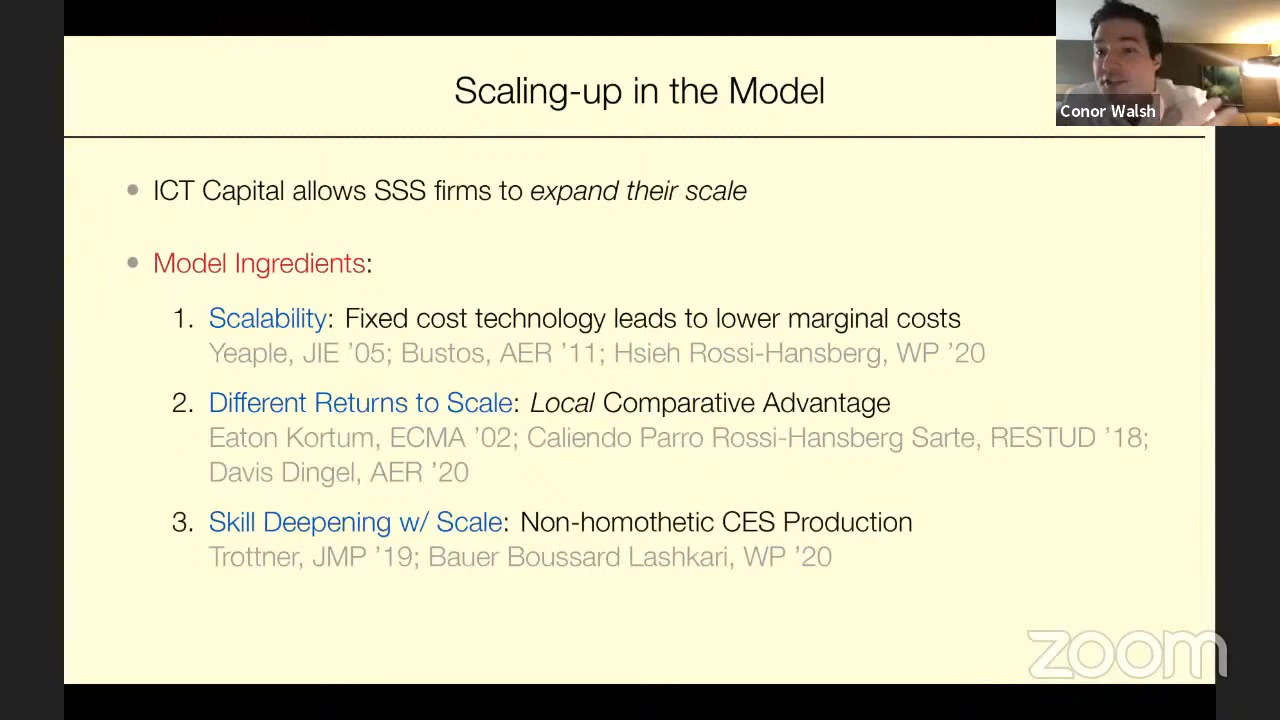 Scaling-up in the Model
Conor Walsh
• ICT Capital allows SSS firms to expand their scale
• Model Ingredients:
1. Scalability: Fixed cost technology leads to lower marginal costs
Yeaple, JIE ’05; Bustos, AER ’11; Hsieh Rossi-Hansberg, WP ’20
2. Different Returns to Scale: Local Comparative Advantage
Eaton Kortum, ECMA ’02; Caliendo Parro Rossi-Hansberg Sarte, RESTUD ’18;
Davis Dingel, AER ’20
3. Skill Deepening w/ Scale: Non-homothetic CES Production
Trottner, JMP ’19; Bauer Boussard Lashkari, WP ’20
zoom